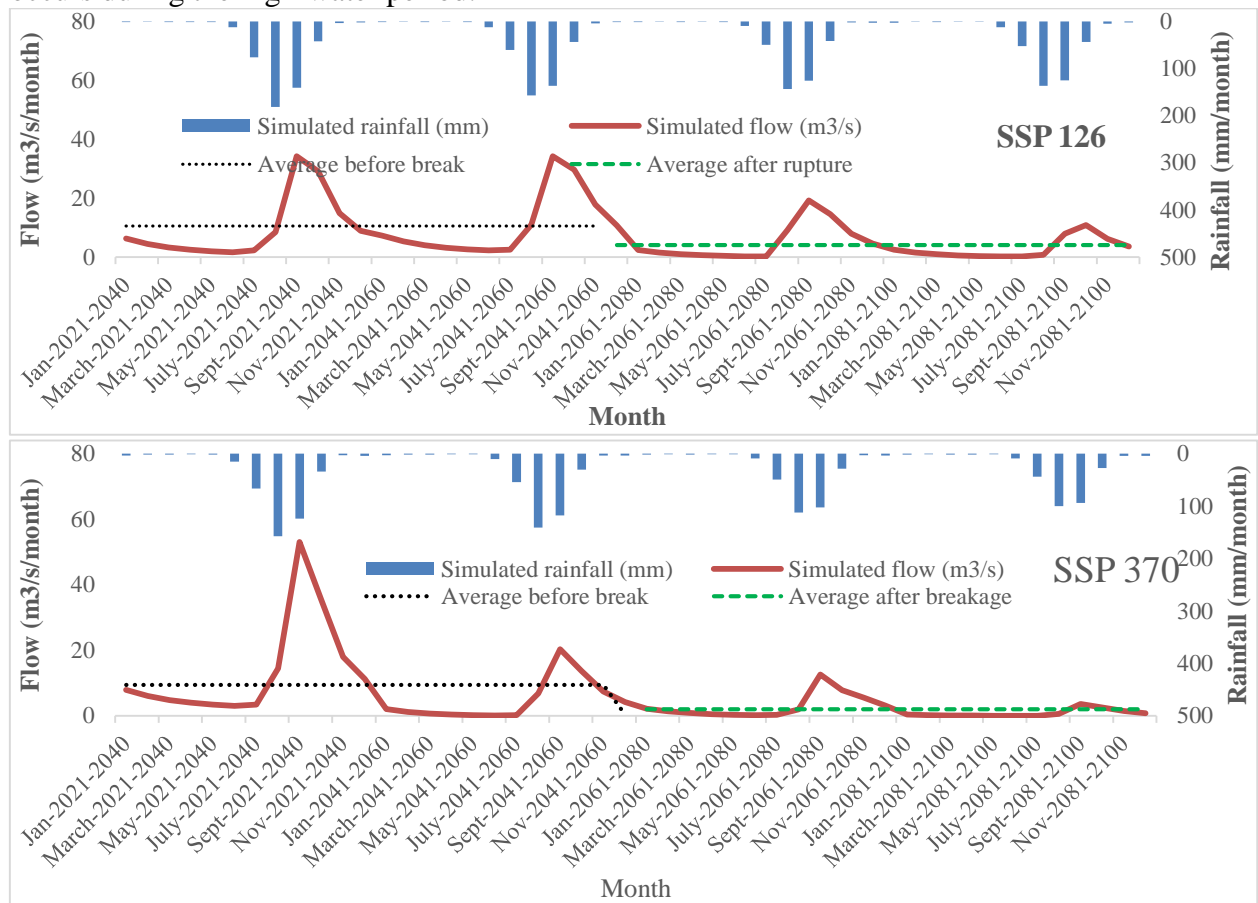 occurs during the high water period.
80
60
40
20
0
Flow (m3/s/month)
0
100
200
300
400
500
Rainfall (mm/month)
Simulated rainfall (mm)
Simulated flow (m3/s)
Average before break
Average after rupture
SSP 126
Jan-2021-2040
March-2021-2040
May-2021-2040
July-2021-2040
Sept-2021-2040
Nov-2021-2040
Jan-2041-2060
March-2041-2060
May-2041-2060
July-2041-2060
Sept-2041-2060
Nov-2041-2060
Jan-2061-2080
March-2061-2080
May-2061-2080
July-2061-2080
Sept-2061-2080
Nov-2061-2080
Jan-2081-2100
March-2081-2100
May-2081-2100
July-2081-2100
Sept-2081-2100
Nov-2081-2100
Month
80
60
40
20
0
Flow (m3/s/month)
0
100
200
300
400
500
Rainfall (mm/month)
Simulated rainfall (mm)
Simulated flow (m3/s)
Average before break
Average after breakage
SSP 370
Jan-2021-2040
March-2021-2040
May-2021-2040
July-2021-2040
Sept-2021-2040
Nov-2021-2040
Jan-2041-2060
March-2041-2060
May-2041-2060
July-2041-2060
Sept-2041-2060
Nov-2041-2060
Jan-2061-2080
March-2061-2080
May-2061-2080
July-2061-2080
Sept-2061-2080
Nov-2061-2080
Jan-2081-2100
March-2081-2100
May-2081-2100
July-2081-2100
Sept-2081-2100
Nov-2081-2100
Month